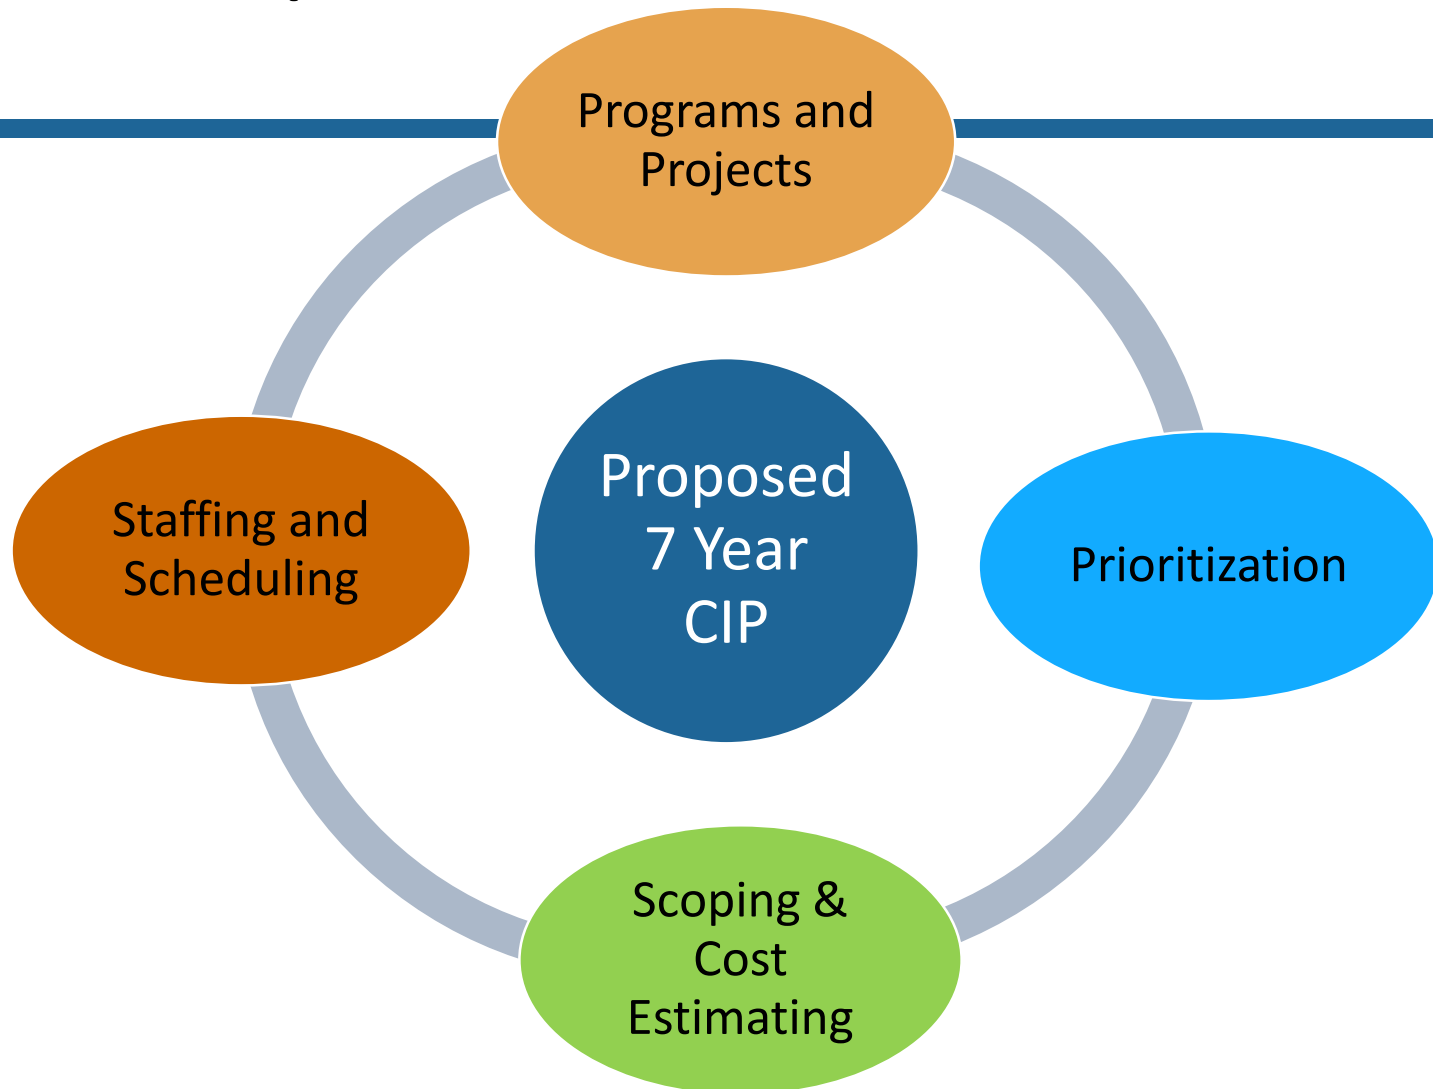 Programs and
Projects
Staffing and
Scheduling
Proposed
7 Year
CIP
Prioritization
Scoping &
Cost
Estimating